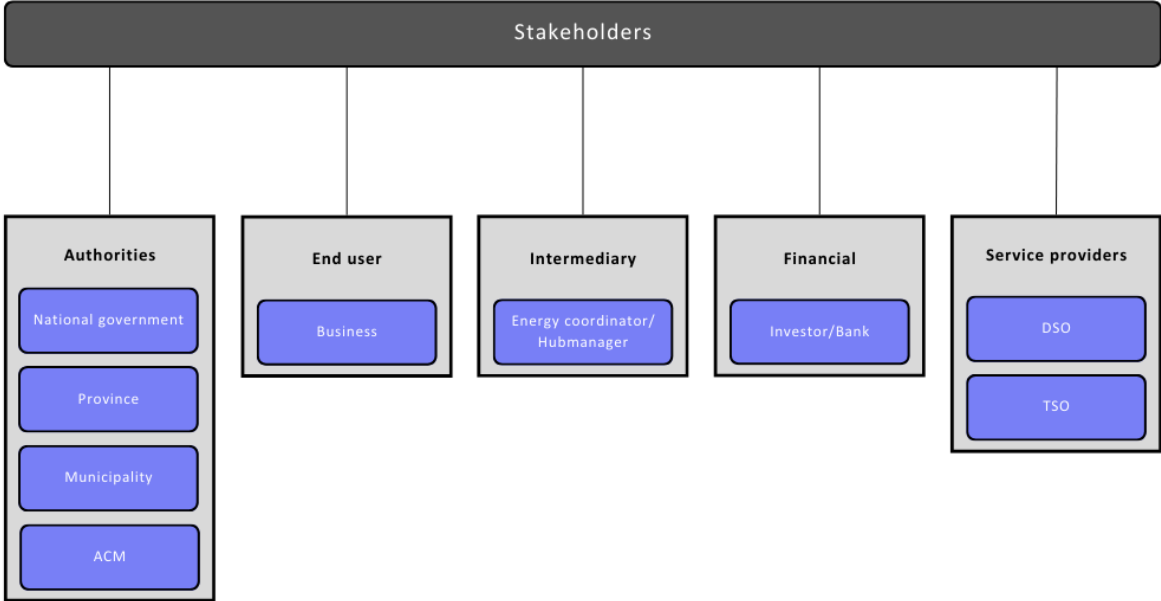 Stakeholders
Authorities
National government
Province
Municipality
ACM
End user
Business
Intermediary
Energy coordinator/
Hubmanager
Financial
Investor/Bank
Service providers
DSO
TSO